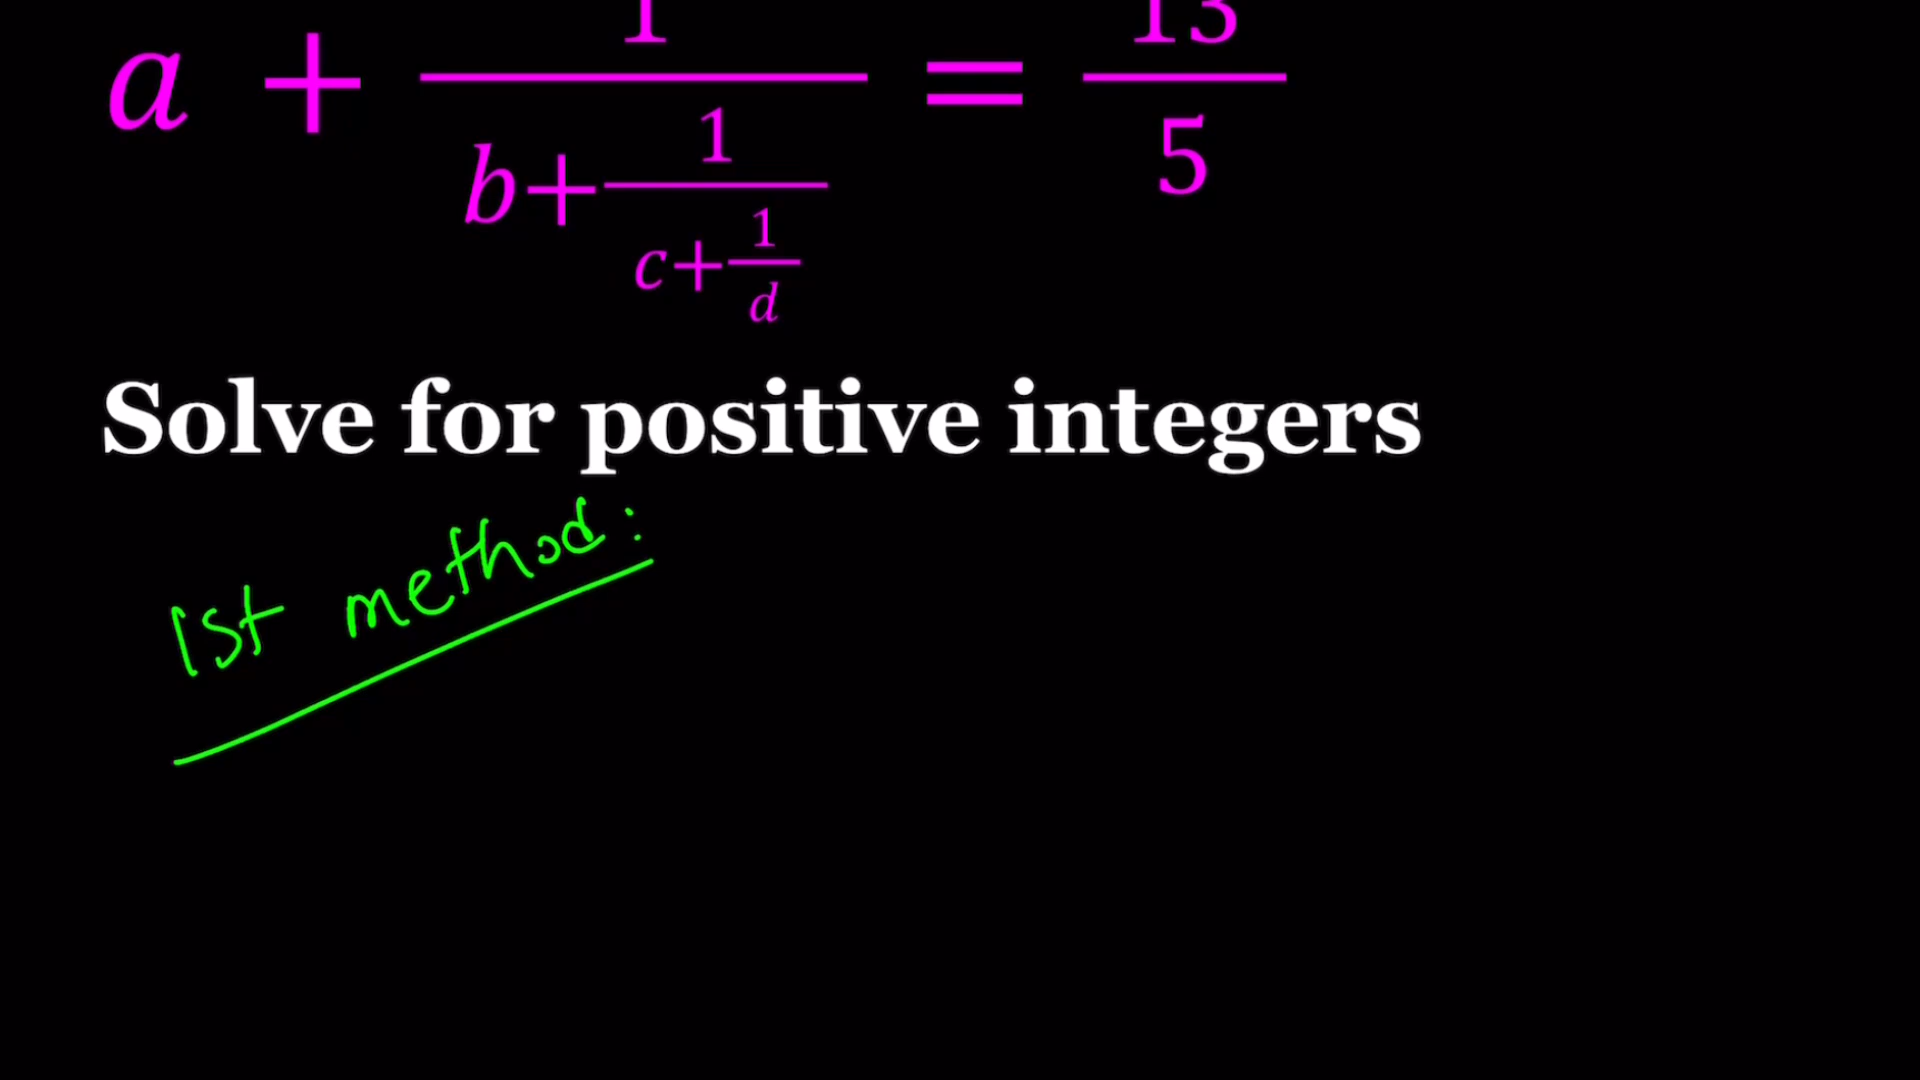 a + 1/(b+1/(c+1/d)) = 13/5
Solve for positive integers
1st method: